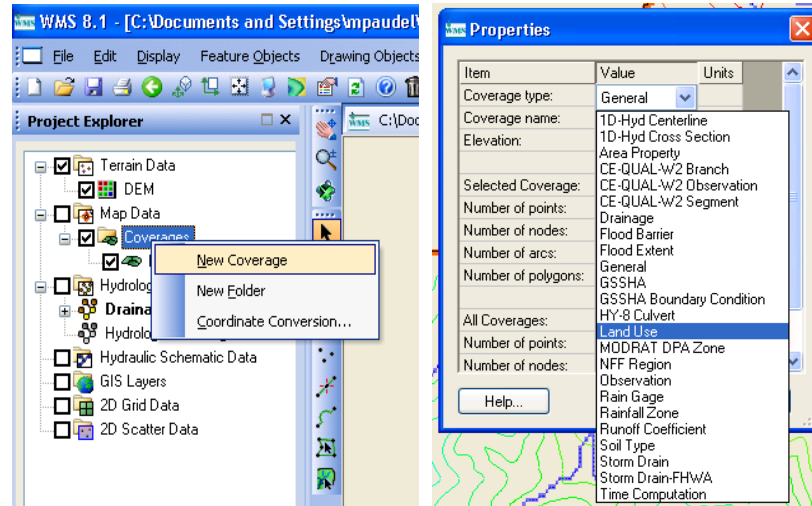 WMS 8.1 - [C:\Documents and Settings\mpaudel\
File Edit Display Feature Objects Drawing Objects
Project Explorer
C:\Doc
Terrain Data
DEM
Map Data
Coverages
New Coverage
New Folder
Coordinate Conversion...
Hydrolog
Draina
Hydrolo
Hydraulic Schematic Data
GIS Layers
2D Grid Data
2D Scatter Data
WMS Properties
Item Value Units
Coverage type: General
Coverage name:
Elevation:
Selected Coverage:
Number of points:
Number of nodes:
Number of arcs:
Number of polygons:
All Coverages:
Number of points:
Number of nodes:
Help...
1D-Hyd Centerline
1D-Hyd Cross Section
Area Property
CE-QUAL-W2 Branch
CE-QUAL-W2 Observation
CE-QUAL-W2 Segment
Drainage
Flood Barrier
Flood Extent
General
GSSHA
GSSHA Boundary Condition
HY-8 Culvert
Land Use
MODRAT DPA Zone
NFF Region
Observation
Rain Gage
Rainfall Zone
Runoff Coefficient
Soil Type
Storm Drain
Storm Drain-FHWA
Time Computation